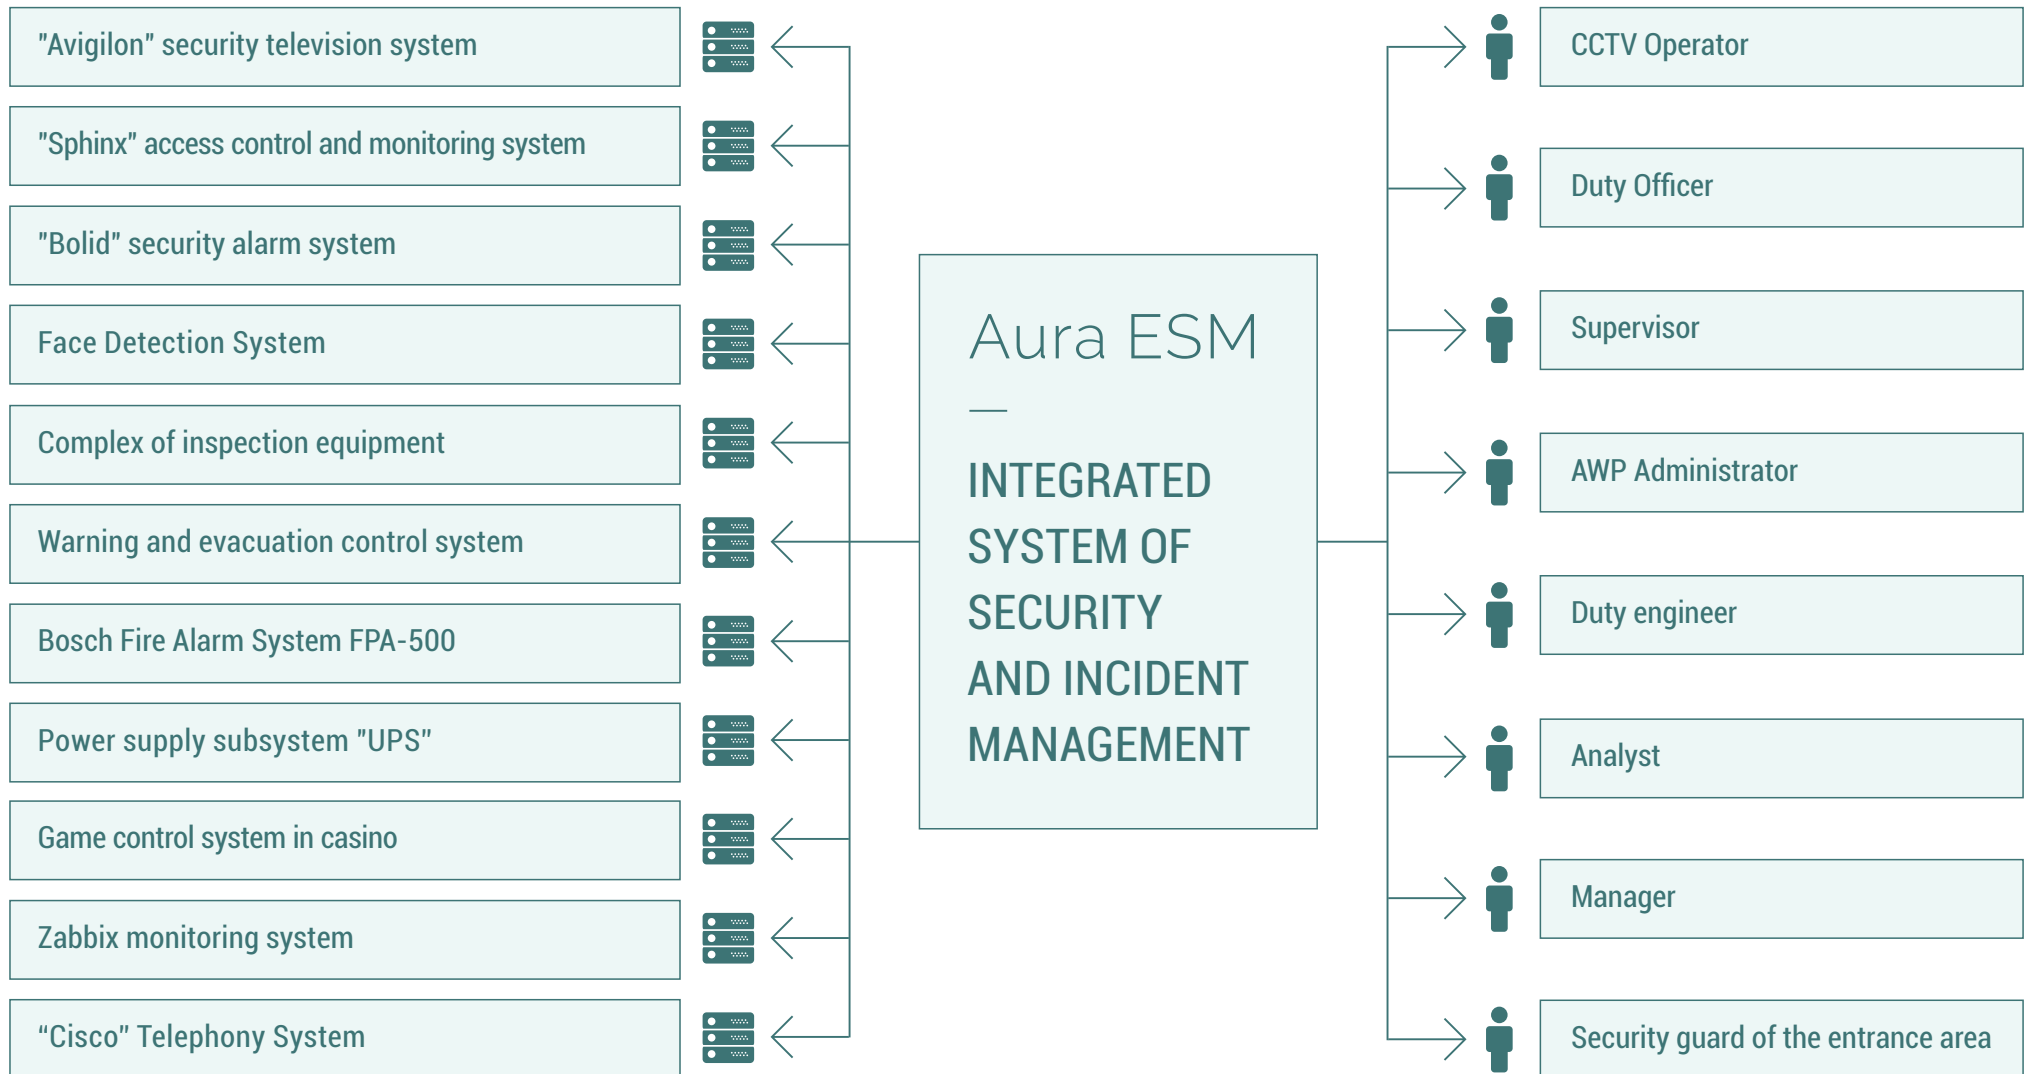 "Avigilon" security television system
"Sphinx" access control and monitoring system
"Bolid" security alarm system
Face Detection System
Complex of inspection equipment
Warning and evacuation control system
Bosch Fire Alarm System FPA-500
Power supply subsystem "UPS"
Game control system in casino
Zabbix monitoring system
“Cisco” Telephony System
Aura ESM
INTEGRATED
SYSTEM OF
SECURITY
AND INCIDENT
MANAGEMENT
CCTV Operator
Duty Officer
Supervisor
AWP Administrator
Duty engineer
Analyst
Manager
Security guard of the entrance area